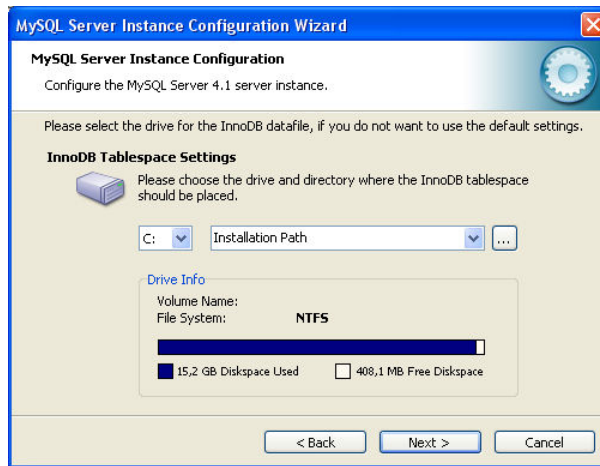 MySQL Server Instance Configuration Wizard
MySQL Server Instance Configuration
Configure the MySQL Server 4.1 server instance.
Please select the drive for the InnoDB datafile, if you do not want to use the default settings.
InnoDB Tablespace Settings
Please choose the drive and directory where the InnoDB tablespace
should be placed.
C: Installation Path ...
Drive Info
Volume Name:
File System: NTFS
15,2 GB Diskspace Used 408,1 MB Free Diskspace
< Back Next > Cancel